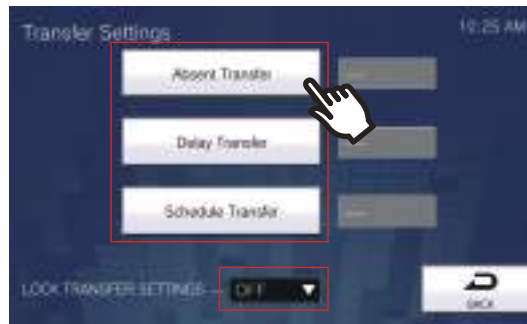 Transfer Settings
10:25 AM
Absent Transfer
Delay Transfer
Schedule Transfer
LOCK TRANSFER SETTINGS
OFF
BACK